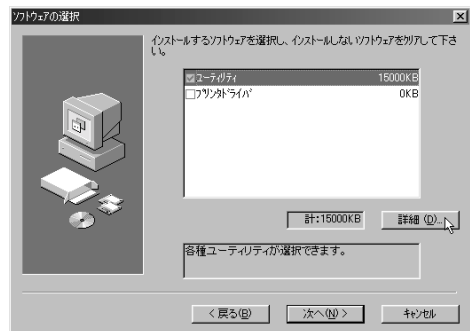 ソフトウェアの選択
インストールするソフトウェアを選択し、インストールしないソフトウェアをクリアして下さ
い。
ユーティリティ 15000KB
プリンタドライバ 0KB
計:15000KB 詳細 (D)...
各種ユーティリティが選択できます。
< 戻る(B) 次へ(N) > キャンセル